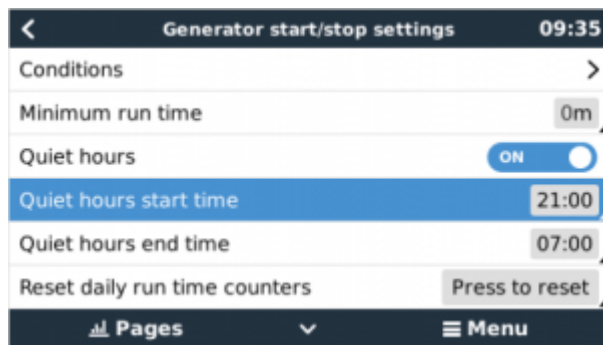 Generator start/stop settings 09:35
Conditions
Minimum run time 0m
Quiet hours ON
Quiet hours start time 21:00
Quiet hours end time 07:00
Reset daily run time counters Press to reset
Pages Menu